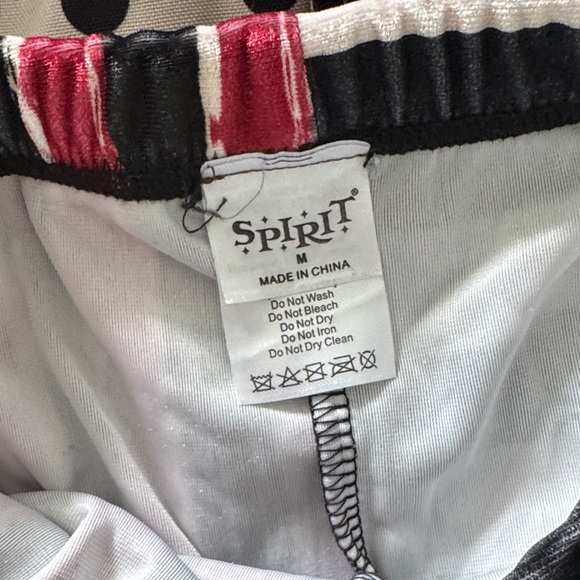 SPIRIT®
M
MADE IN CHINA
Do Not Wash
Do Not Bleach
Do Not Dry
Do Not Iron
Do Not Dry Clean